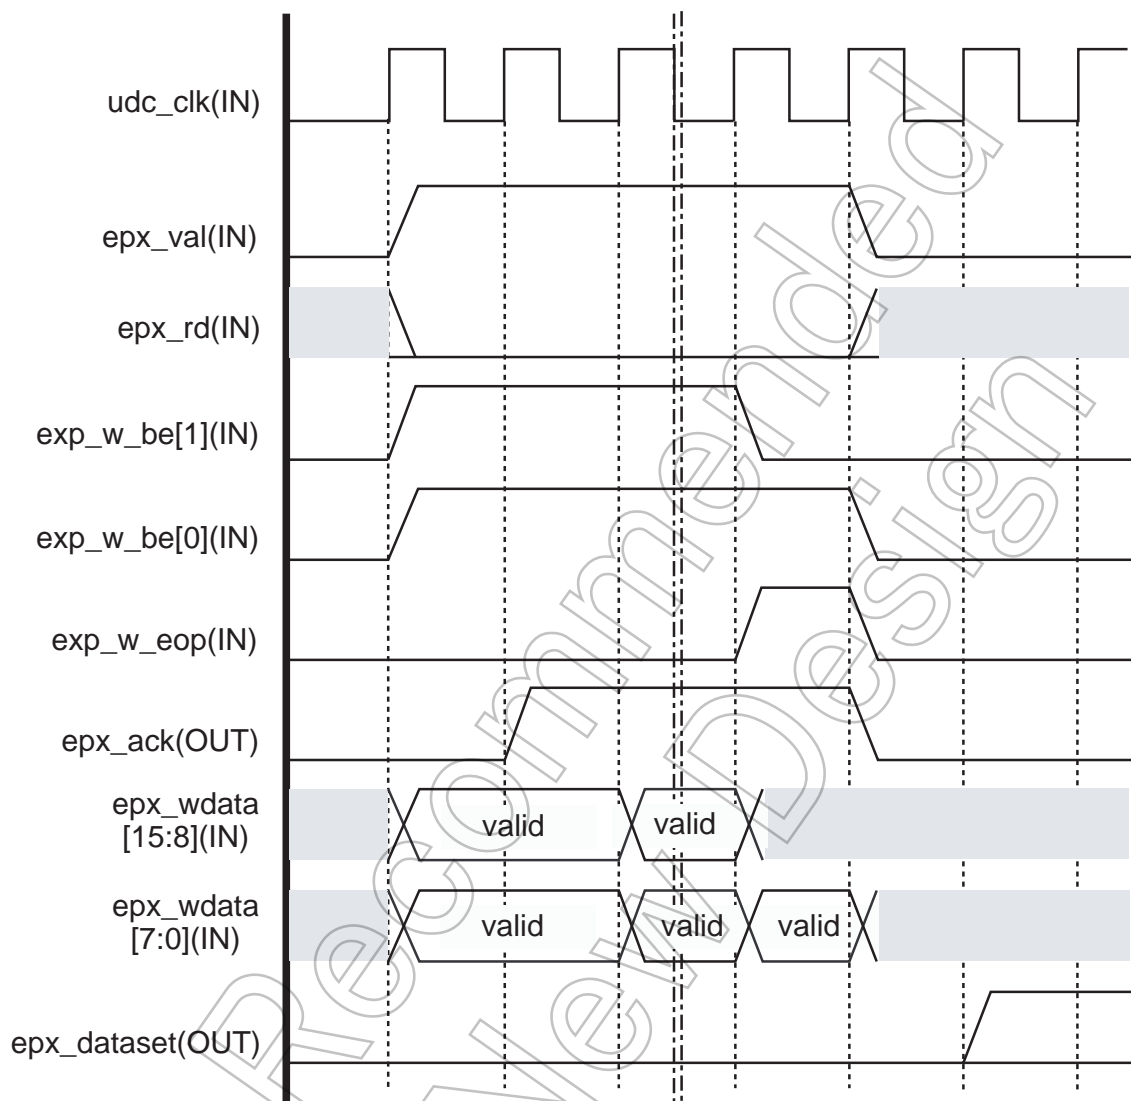 udc_clk(IN)
epx_val(IN)
epx_rd(IN)
exp_w_be[1](IN)
exp_w_be[0](IN)
exp_w_eop(IN)
epx_ack(OUT)
epx_wdata
[15:8](IN)
valid valid
epx_wdata
[7:0](IN)
valid valid valid
epx_dataset(OUT)
Recommended
New Design